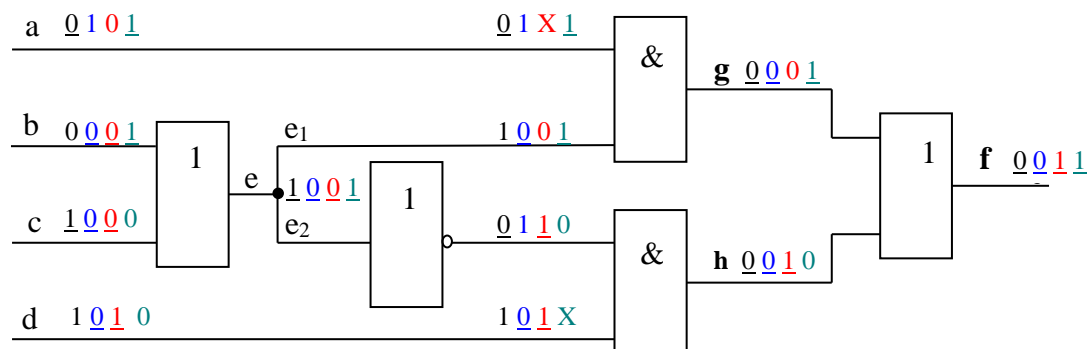 a 0 1 0 1
0 1 X 1
&
g 0 0 0 1
b 0 0 0 1
1
e₁
1 0 0 1
1
f 0 0 1 1
e
1 0 0 1
1
c 1 0 0 0
e₂
0 1 1 0
&
h 0 0 1 0
d 1 0 1 0
1 0 1 X